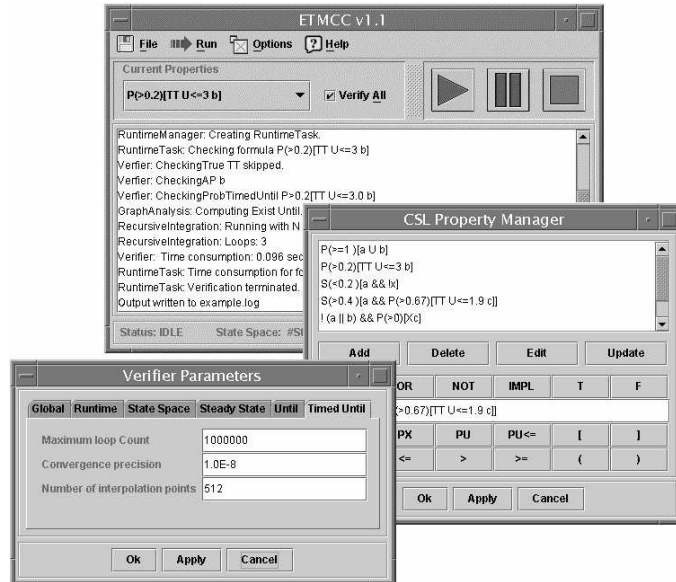 ETMCC v1.1
File Run Options Help
Current Properties
P(>0.2)[TT U<=3 b]
Verify All
RuntimeManager: Creating RuntimeTask.
RuntimeTask: Checking formula P(>0.2)[TT U<=3 b]
Verfier: CheckingTrue TT skipped.
Verfier: CheckingAP b
Verfier: CheckingProbTimedUntil P>0.2[TT U<=3.0 b]
GraphAnalysis: Computing Exist Until.
RecursiveIntegration: Running with N
RecursiveIntegration: Loops: 3
Verifier: Time consumption: 0.096 sec
RuntimeTask: Time consumption for fo
RuntimeTask: Verification terminated.
Output written to example.log
Status: IDLE State Space:
CSL Property Manager
P(>=1 )[a U b]
P(>0.2)[TT U<=3 b]
S(<0.2 )[a && !x]
S(>0.4 )[a && P(>0.67)[TT U<=1.9 c]]
! (a || b) && P(>0)[Xc]
Add Delete Edit Update
OR NOT IMPL T F
>0.67)[TT U<=1.9 c]]
PX PU PU<= [ ]
<= > >= ( )
Ok Apply Cancel
Verifier Parameters
Global Runtime State Space Steady State Until Timed Until
Maximum loop Count 1000000
Convergence precision 1.0E-8
Number of interpolation points 512
Ok Apply Cancel